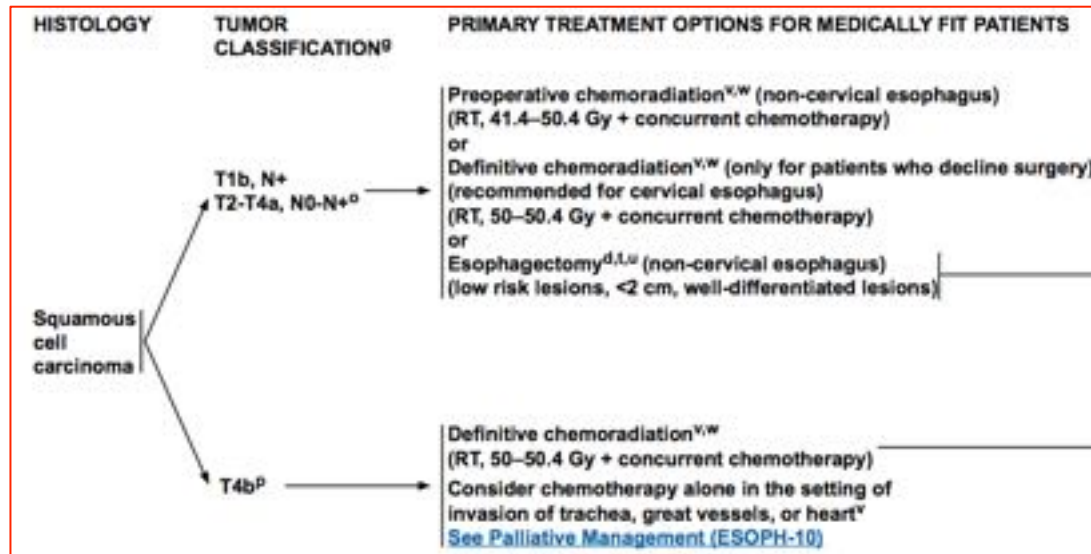 HISTOLOGY
TUMOR
CLASSIFICATIONᵍ
PRIMARY TREATMENT OPTIONS FOR MEDICALLY FIT PATIENTS
Squamous
cell
carcinoma
T1b, N+
T2-T4a, N0-N+ᵒ
Preoperative chemoradiationᵛ,ʷ (non-cervical esophagus)
(RT, 41.4–50.4 Gy + concurrent chemotherapy)
or
Definitive chemoradiationᵛ,ʷ (only for patients who decline surgery)
(recommended for cervical esophagus)
(RT, 50–50.4 Gy + concurrent chemotherapy)
or
Esophagectomyᵈ,ᵗ,ᵘ (non-cervical esophagus)
(low risk lesions, <2 cm, well-differentiated lesions)
T4bᵖ
Definitive chemoradiationᵛ,ʷ
(RT, 50–50.4 Gy + concurrent chemotherapy)
Consider chemotherapy alone in the setting of
invasion of trachea, great vessels, or heartᵛ
See Palliative Management (ESOPH-10)